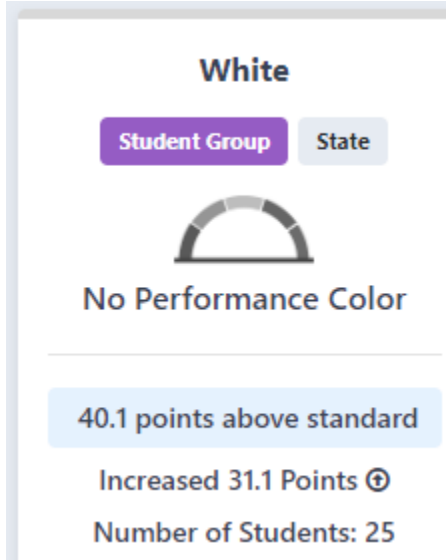 White
Student Group State
No Performance Color
40.1 points above standard
Increased 31.1 Points
Number of Students: 25